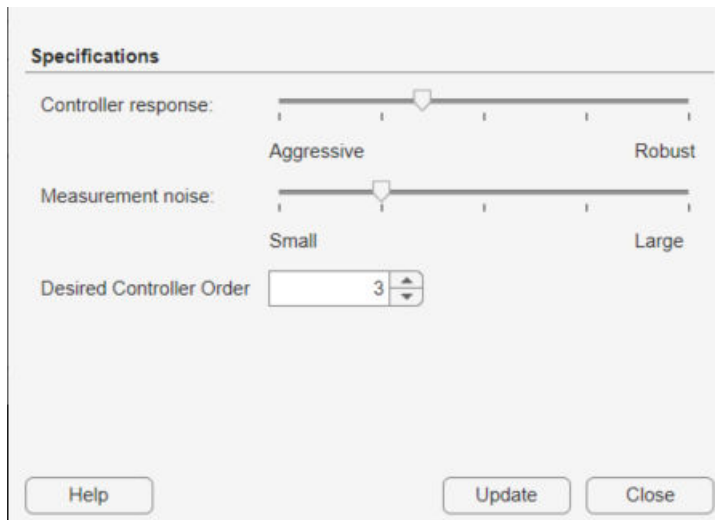 Specifications
Controller response:
Aggressive Robust
Measurement noise:
Small Large
Desired Controller Order 3
Help Update Close